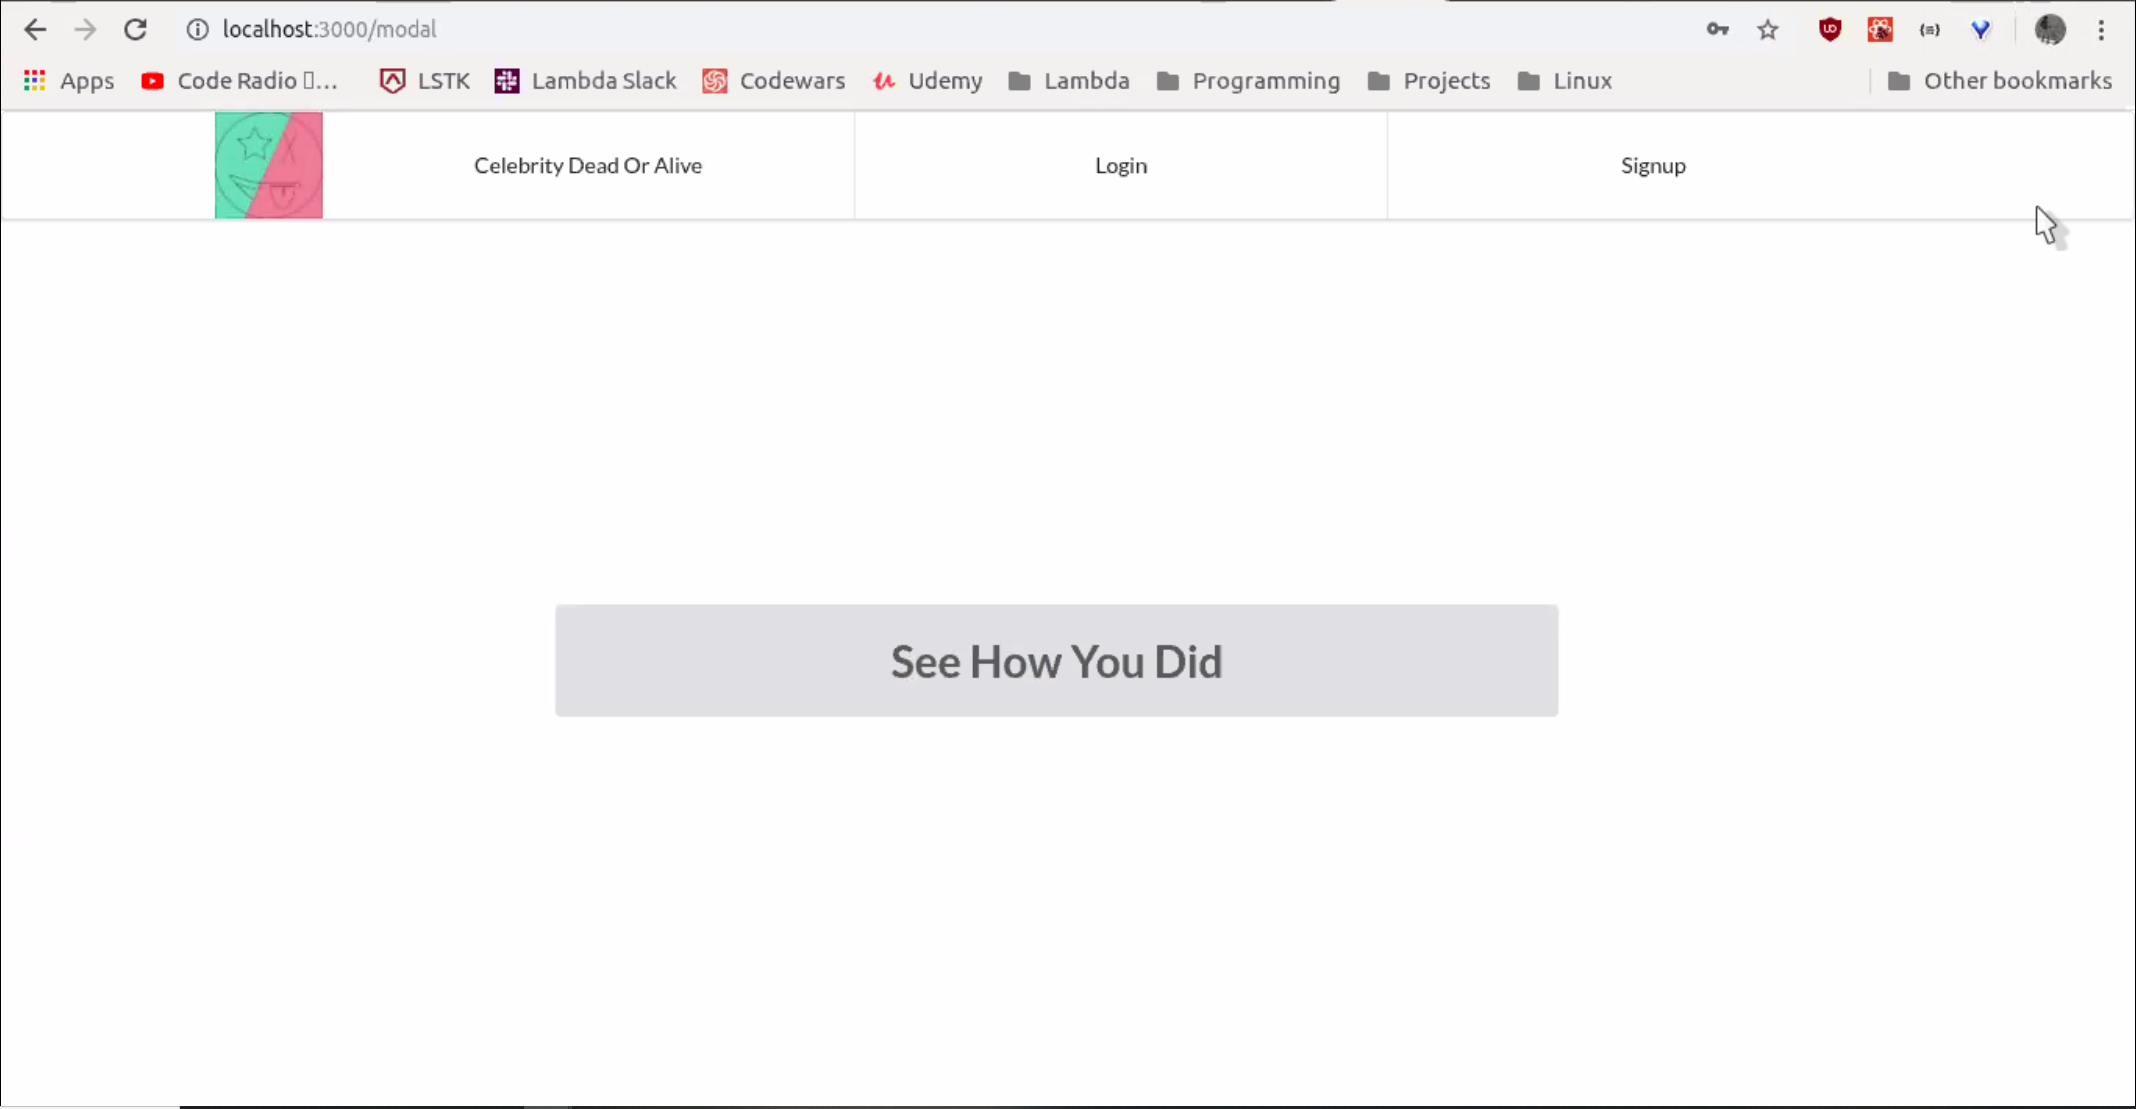 localhost:3000/modal
Apps Code Radio ▯... LSTK Lambda Slack Codewars Udemy Lambda Programming Projects Linux Other bookmarks
Celebrity Dead Or Alive Login Signup
See How You Did